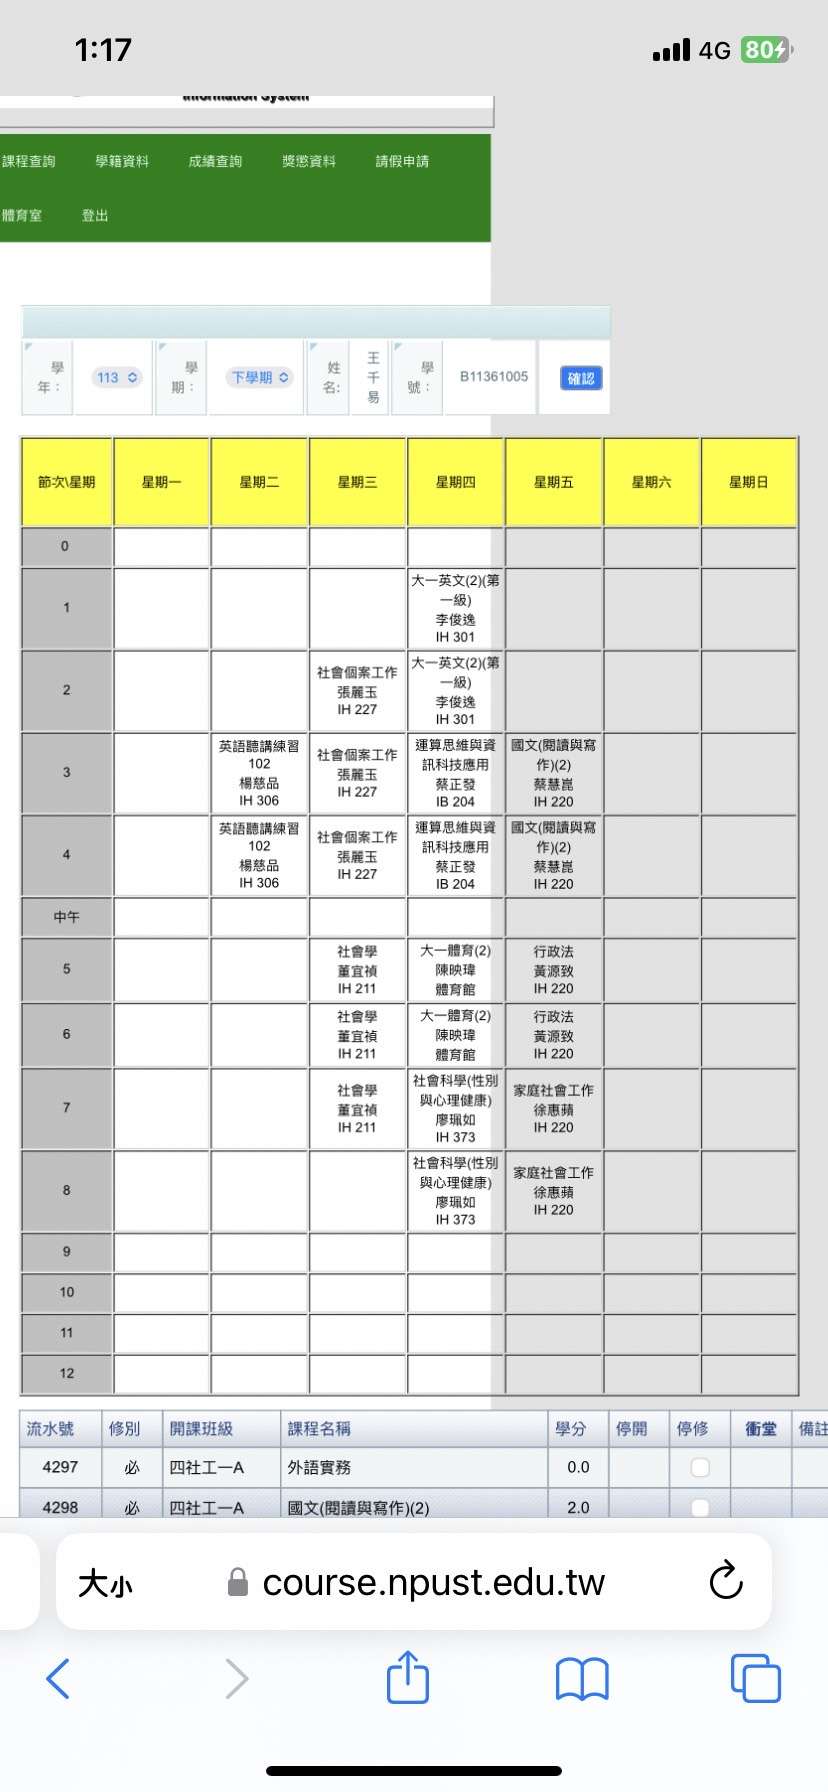 1:17
4G 80
Information System
課程查詢 學籍資料 成績查詢 獎懲資料 請假申請
體育室 登出
學年： 113 學期： 下學期 姓名: 王千易 學號： B11361005 確認
節次\星期 星期一 星期二 星期三 星期四 星期五 星期六 星期日
0
1
大一英文(2)(第
一級)
李俊逸
IH 301
2
社會個案工作
張麗玉
IH 227
大一英文(2)(第
一級)
李俊逸
IH 301
3
英語聽講練習
102
楊慈品
IH 306
社會個案工作
張麗玉
IH 227
運算思維與資
訊科技應用
蔡正發
IB 204
國文(閱讀與寫
作)(2)
蔡慧崑
IH 220
4
英語聽講練習
102
楊慈品
IH 306
社會個案工作
張麗玉
IH 227
運算思維與資
訊科技應用
蔡正發
IB 204
國文(閱讀與寫
作)(2)
蔡慧崑
IH 220
中午
5
社會學
董宜禎
IH 211
大一體育(2)
陳映瑋
體育館
行政法
黃源致
IH 220
6
社會學
董宜禎
IH 211
大一體育(2)
陳映瑋
體育館
行政法
黃源致
IH 220
7
社會學
董宜禎
IH 211
社會科學(性別
與心理健康)
廖珮如
IH 373
家庭社會工作
徐惠蘋
IH 220
8
社會科學(性別
與心理健康)
廖珮如
IH 373
家庭社會工作
徐惠蘋
IH 220
9
10
11
12
流水號 修別 開課班級 課程名稱 學分 停開 停修 衝堂 備註
4297 必 四社工一A 外語實務 0.0
4298 必 四社工一A 國文(閱讀與寫作)(2) 2.0
大小 course.npust.edu.tw